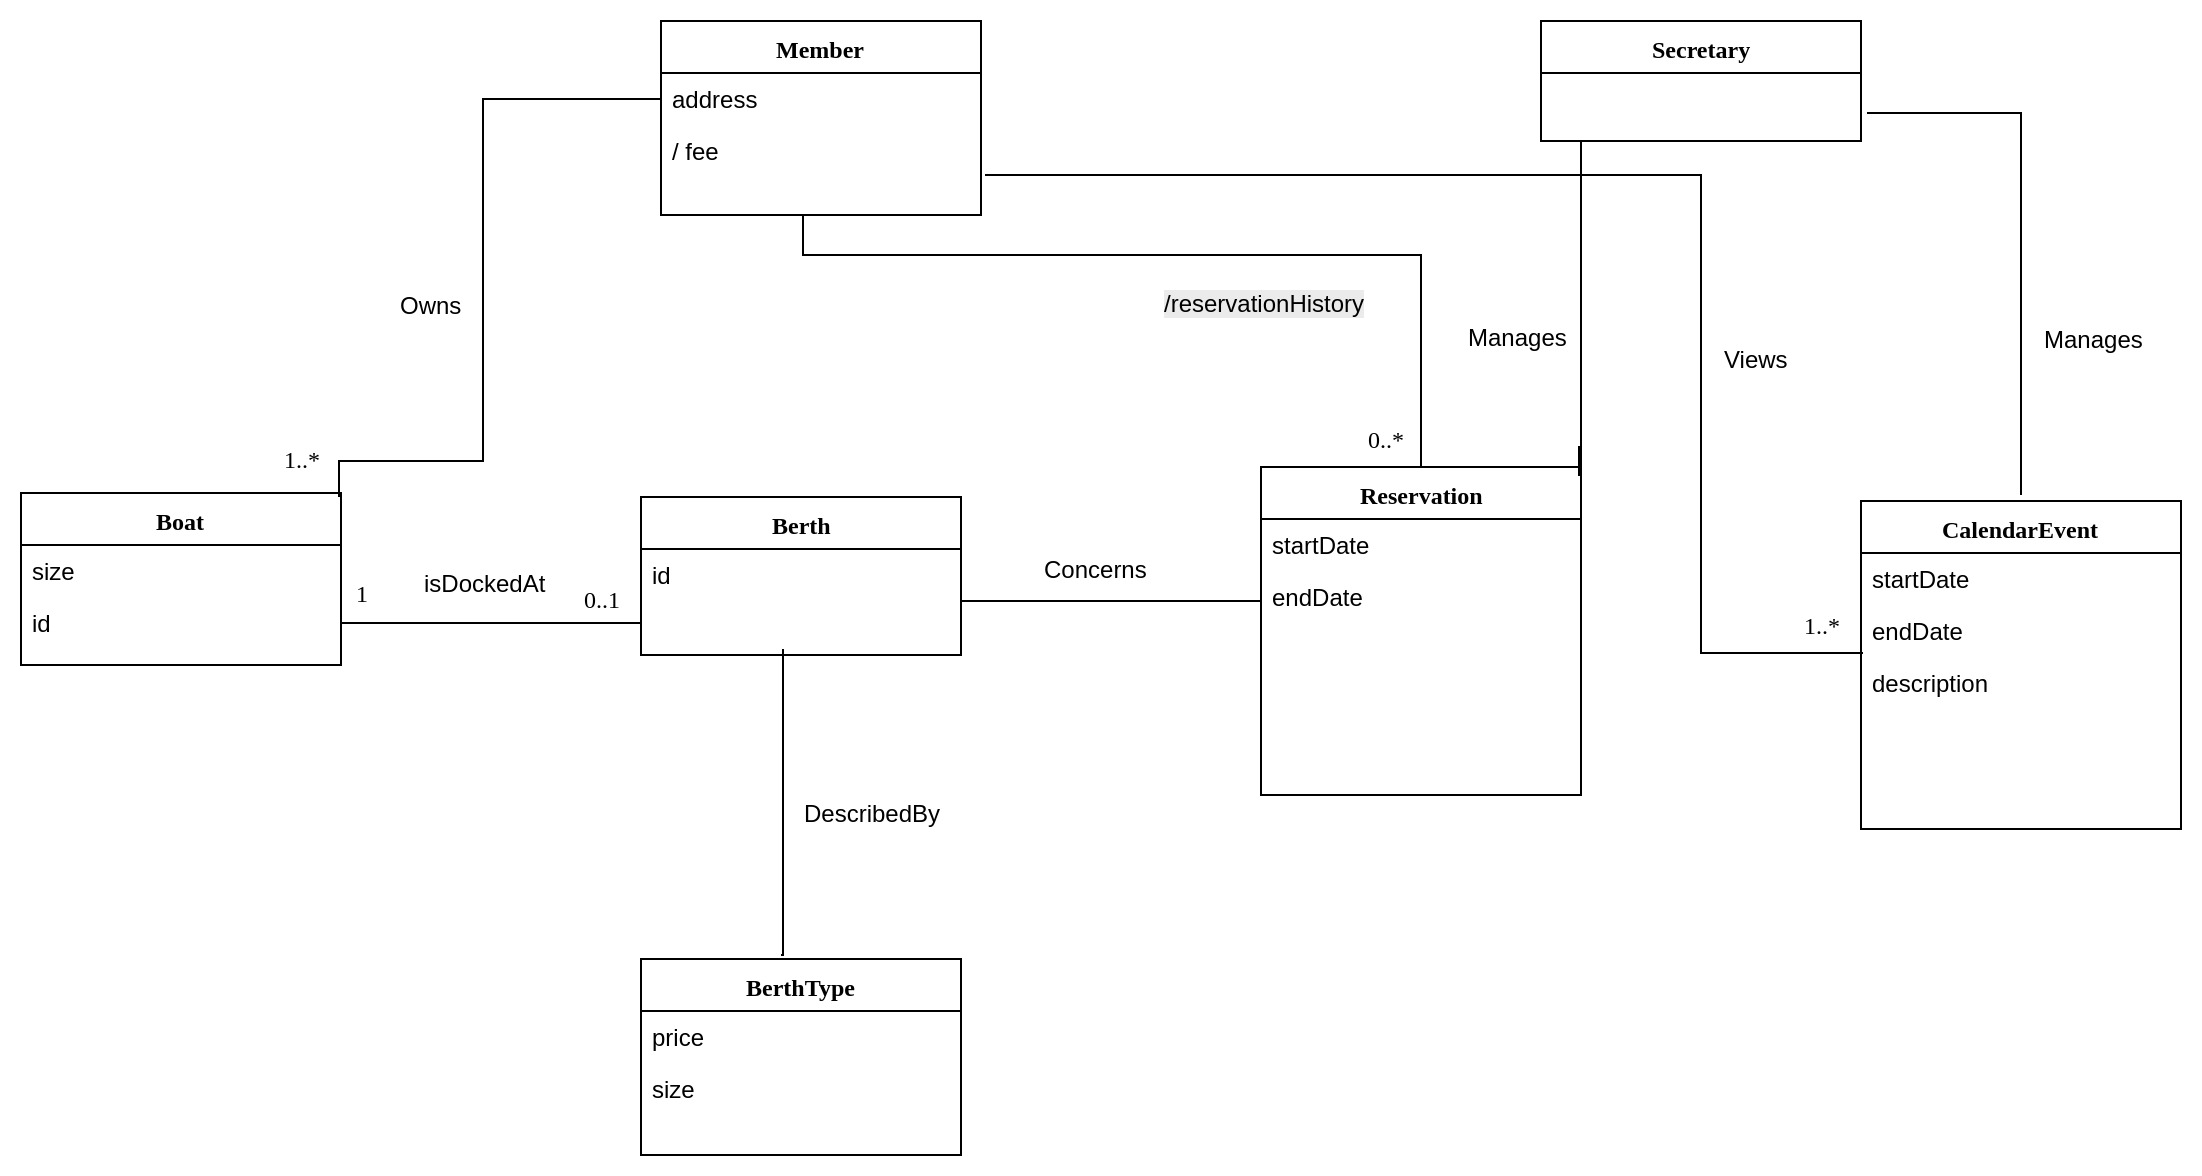 Member
address
/ fee
Secretary
Owns
/reservationHistory
Manages
Views
Manages
1..*
0..*
Boat
size
id
1
isDockedAt
0..1
Berth
id
Concerns
Reservation
startDate
endDate
1..*
CalendarEvent
startDate
endDate
description
DescribedBy
BerthType
price
size